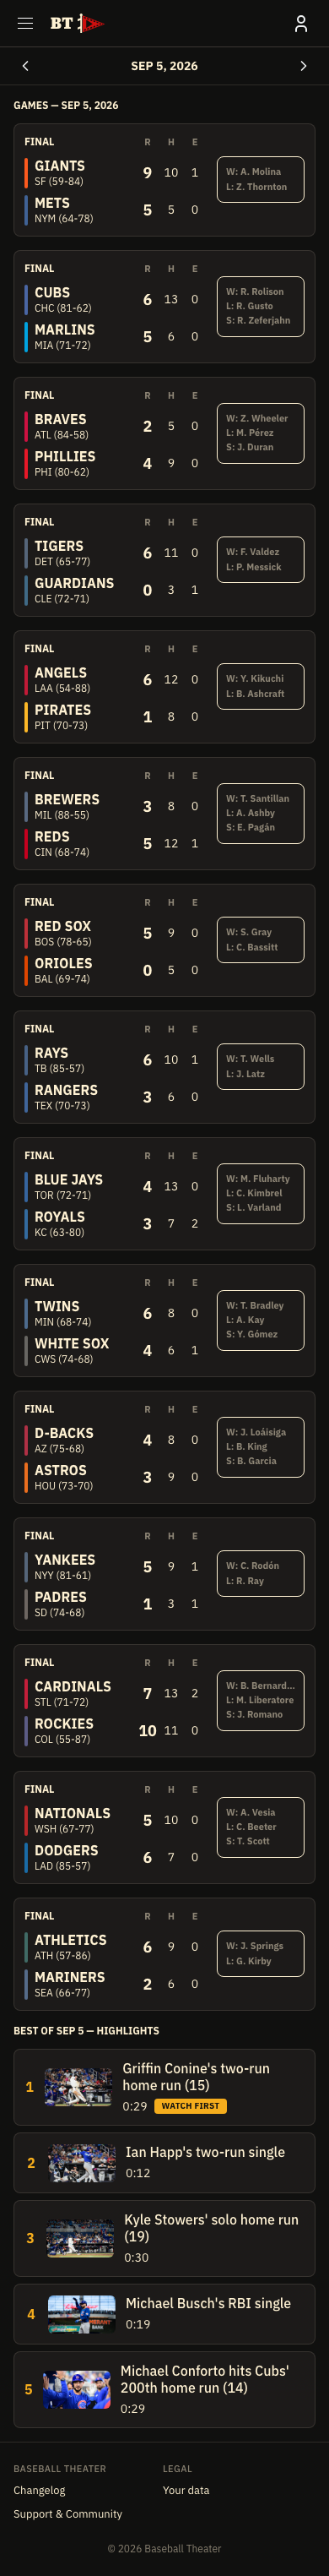 BT
SEP 5, 2026
GAMES — SEP 5, 2026
FINAL R H E
GIANTS 9 10 1
SF (59-84)
METS 5 5 0
NYM (64-78)
W: A. Molina
L: Z. Thornton
FINAL R H E
CUBS 6 13 0
CHC (81-62)
MARLINS 5 6 0
MIA (71-72)
W: R. Rolison
L: R. Gusto
S: R. Zeferjahn
FINAL R H E
BRAVES 2 5 0
ATL (84-58)
PHILLIES 4 9 0
PHI (80-62)
W: Z. Wheeler
L: M. Pérez
S: J. Duran
FINAL R H E
TIGERS 6 11 0
DET (65-77)
GUARDIANS 0 3 1
CLE (72-71)
W: F. Valdez
L: P. Messick
FINAL R H E
ANGELS 6 12 0
LAA (54-88)
PIRATES 1 8 0
PIT (70-73)
W: Y. Kikuchi
L: B. Ashcraft
FINAL R H E
BREWERS 3 8 0
MIL (88-55)
REDS 5 12 1
CIN (68-74)
W: T. Santillan
L: A. Ashby
S: E. Pagán
FINAL R H E
RED SOX 5 9 0
BOS (78-65)
ORIOLES 0 5 0
BAL (69-74)
W: S. Gray
L: C. Bassitt
FINAL R H E
RAYS 6 10 1
TB (85-57)
RANGERS 3 6 0
TEX (70-73)
W: T. Wells
L: J. Latz
FINAL R H E
BLUE JAYS 4 13 0
TOR (72-71)
ROYALS 3 7 2
KC (63-80)
W: M. Fluharty
L: C. Kimbrel
S: L. Varland
FINAL R H E
TWINS 6 8 0
MIN (68-74)
WHITE SOX 4 6 1
CWS (74-68)
W: T. Bradley
L: A. Kay
S: Y. Gómez
FINAL R H E
D-BACKS 4 8 0
AZ (75-68)
ASTROS 3 9 0
HOU (73-70)
W: J. Loáisiga
L: B. King
S: B. Garcia
FINAL R H E
YANKEES 5 9 1
NYY (81-61)
PADRES 1 3 1
SD (74-68)
W: C. Rodón
L: R. Ray
FINAL R H E
CARDINALS 7 13 2
STL (71-72)
ROCKIES 10 11 0
COL (55-87)
W: B. Bernard...
L: M. Liberatore
S: J. Romano
FINAL R H E
NATIONALS 5 10 0
WSH (67-77)
DODGERS 6 7 0
LAD (85-57)
W: A. Vesia
L: C. Beeter
S: T. Scott
FINAL R H E
ATHLETICS 6 9 0
ATH (57-86)
MARINERS 2 6 0
SEA (66-77)
W: J. Springs
L: G. Kirby
BEST OF SEP 5 — HIGHLIGHTS
1 Griffin Conine's two-run
home run (15)
0:29 WATCH FIRST
2 Ian Happ's two-run single
0:12
3 Kyle Stowers' solo home run
(19)
0:30
4 Michael Busch's RBI single
0:19
5 Michael Conforto hits Cubs'
200th home run (14)
0:29
BASEBALL THEATER LEGAL
Changelog Your data
Support & Community
© 2026 Baseball Theater